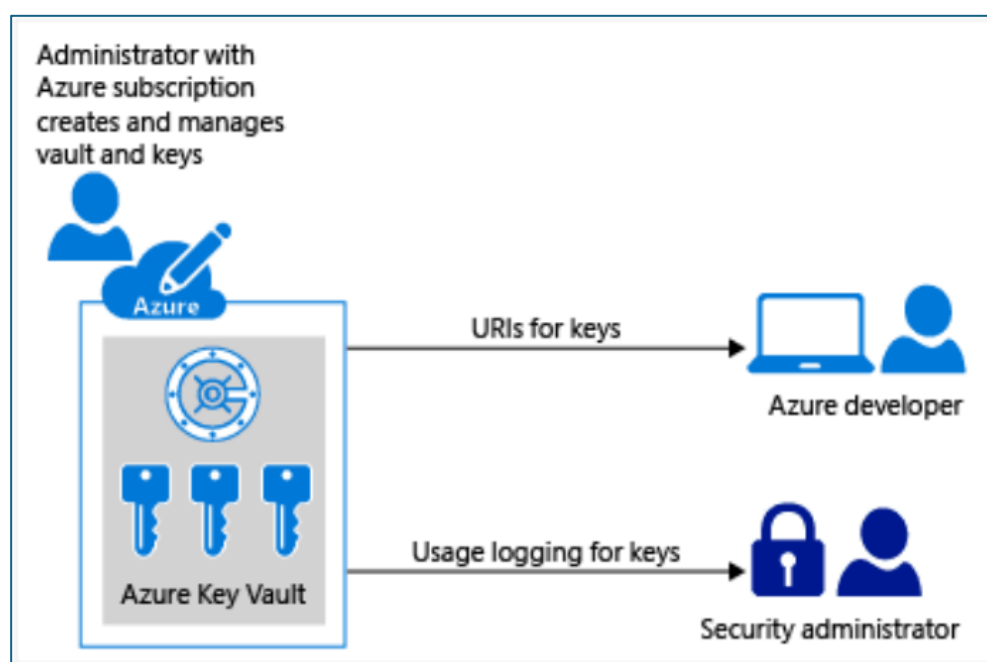 Administrator with
Azure subscription
creates and manages
vault and keys
Azure
URIs for keys
Azure developer
Usage logging for keys
Azure Key Vault
Security administrator